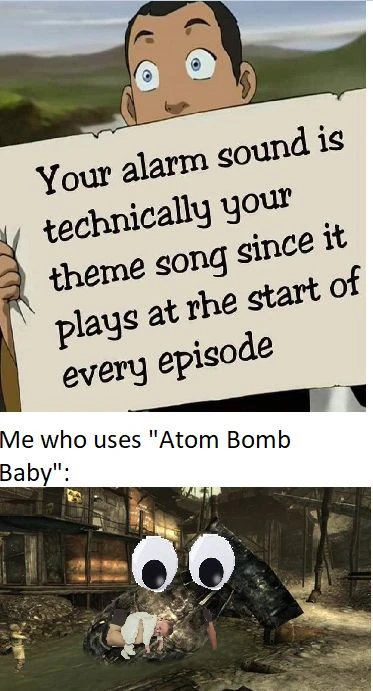 Your alarm sound is
technically your
theme song since it
plays at rhe start of
every episode
Me who uses "Atom Bomb
Baby":